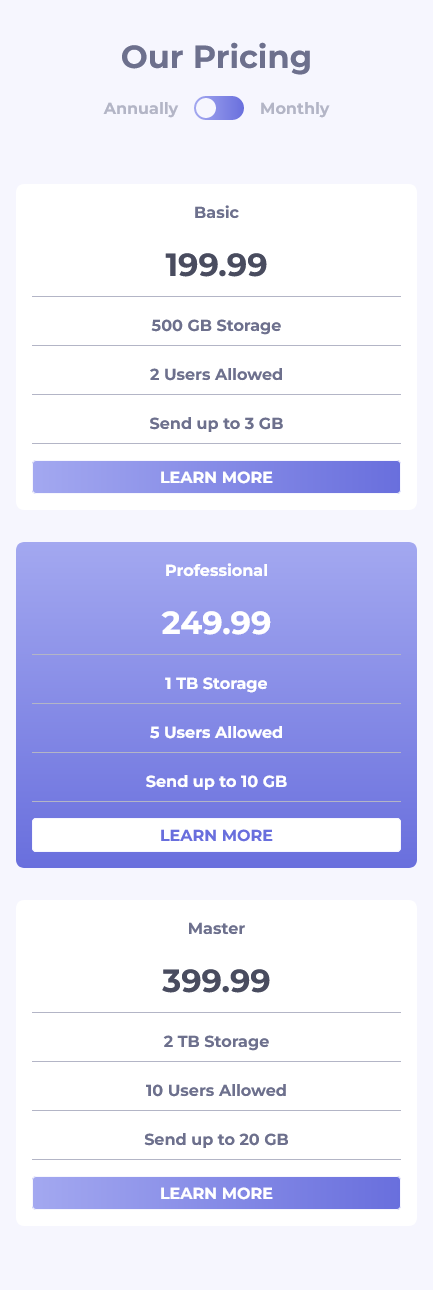 Our Pricing
Annually Monthly
Basic
199.99
500 GB Storage
2 Users Allowed
Send up to 3 GB
LEARN MORE
Professional
249.99
1 TB Storage
5 Users Allowed
Send up to 10 GB
LEARN MORE
Master
399.99
2 TB Storage
10 Users Allowed
Send up to 20 GB
LEARN MORE